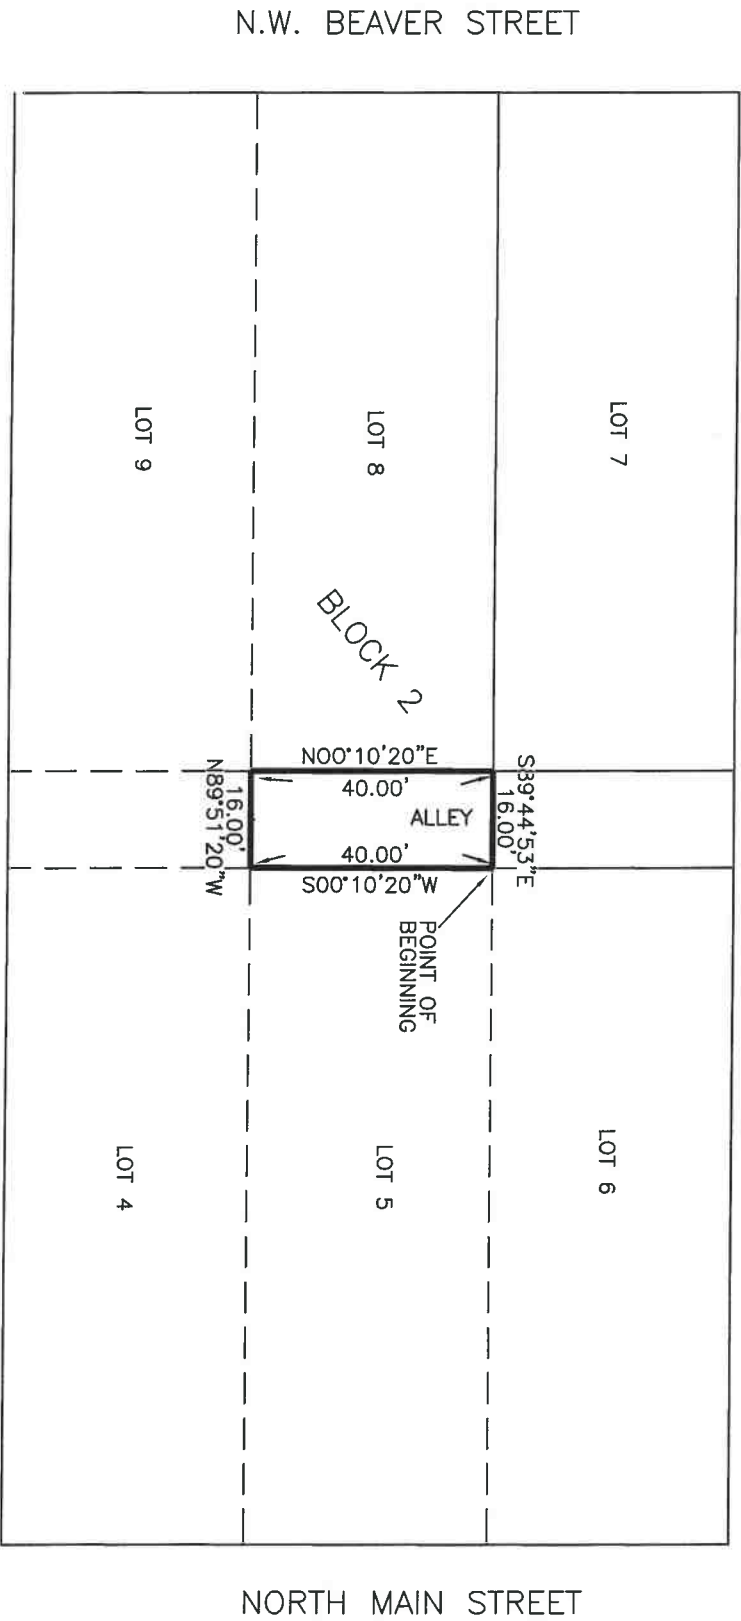 N.W. BEAVER STREET
LOT 7
LOT 8
LOT 9
BLOCK 2
N00°10'20"E
40.00'
S89°44'53"E
16.00'
ALLEY
16.00'
N89°51'20"W
40.00'
S00°10'20"W
POINT OF
BEGINNING
LOT 6
LOT 5
LOT 4
NORTH MAIN STREET